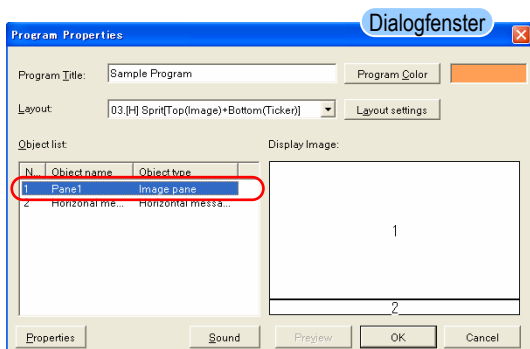 Dialogfenster
Program Properties
Program Title: Sample Program Program Color
Layout: 03.[H] Sprit[Top(Image)+Bottom(Ticker)] Layout settings
Object list: Display Image:
N... Object name Object type
1 Pane1 Image pane
2 Horizonal me... Horizontal messa...
1
2
Properties Sound Preview OK Cancel